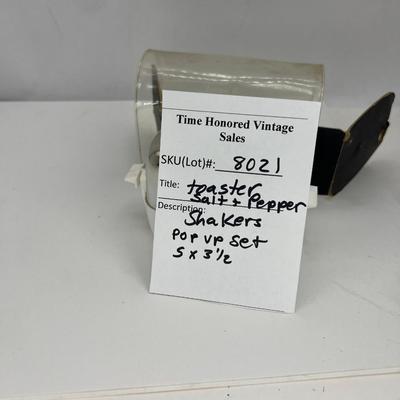 Time Honored Vintage
Sales
SKU(Lot)#: 8021
Title: toaster
Salt + Pepper
Description: Shakers
POP UP Set
5 x 3 1/2